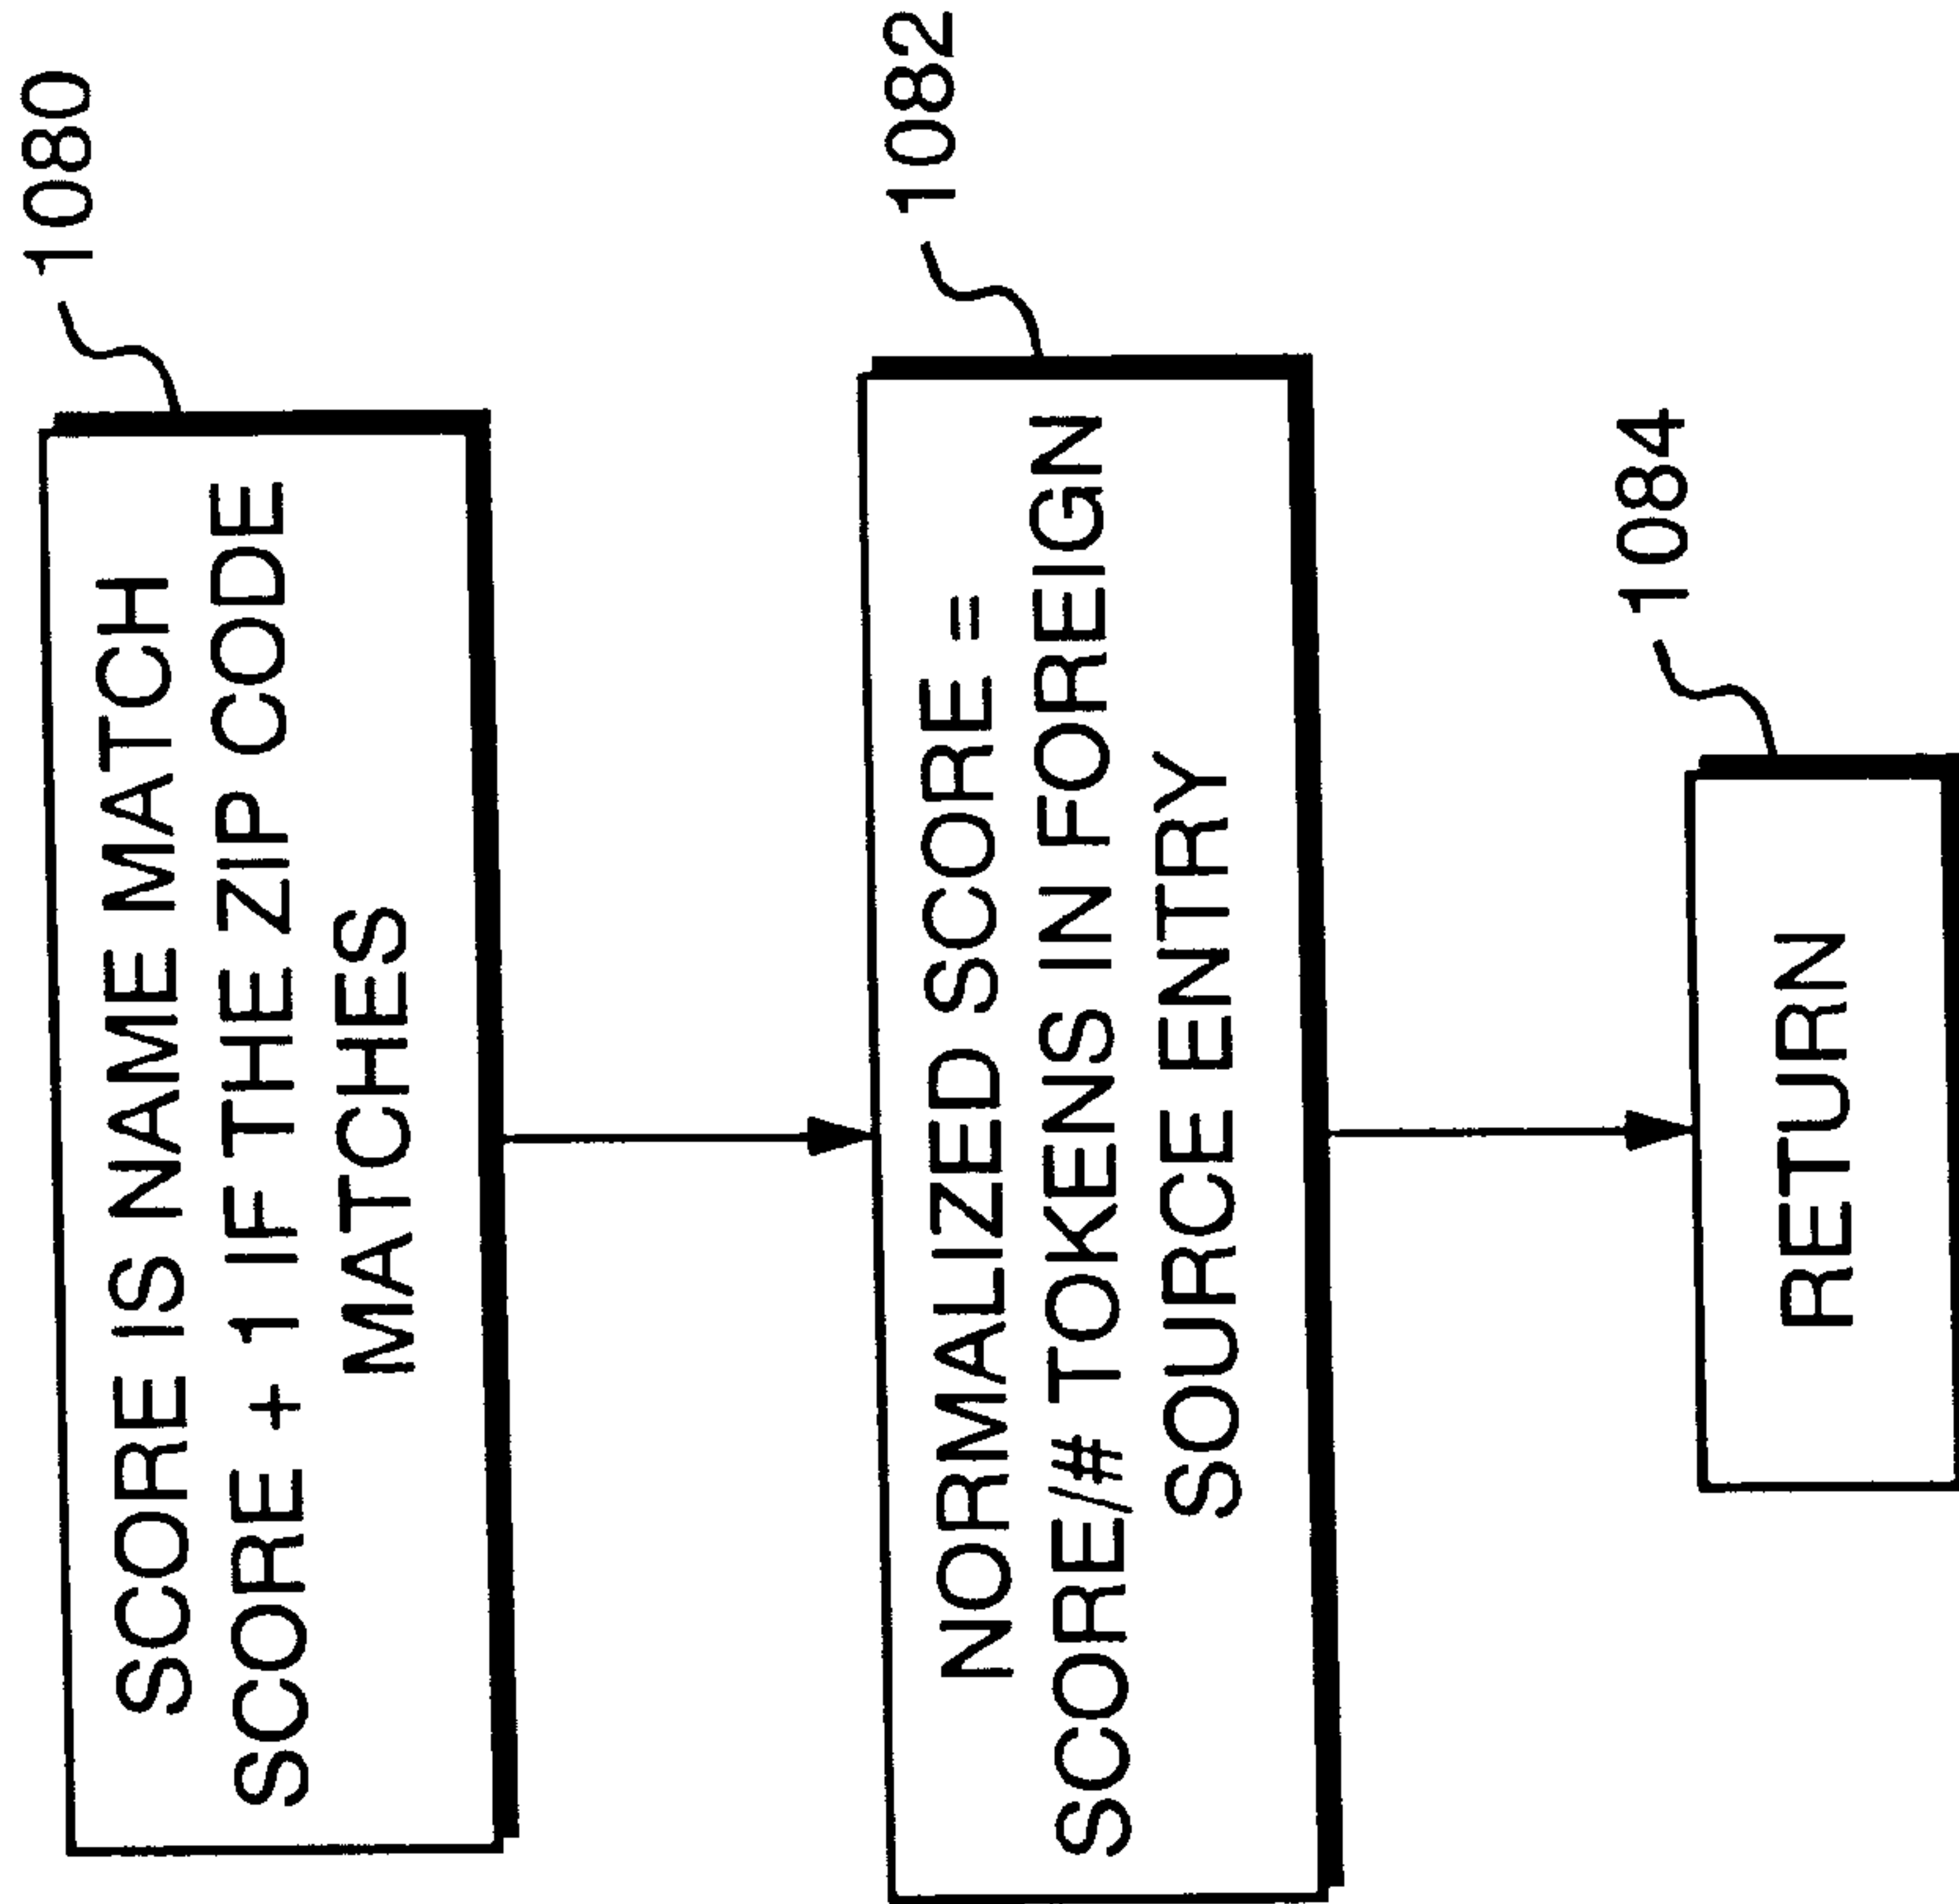 1080
SCORE IS NAME MATCH
SCORE + 1 IF THE ZIP CODE
MATCHES
1082
NORMALIZED SCORE =
SCORE/# TOKENS IN FOREIGN
SOURCE ENTRY
1084
RETURN